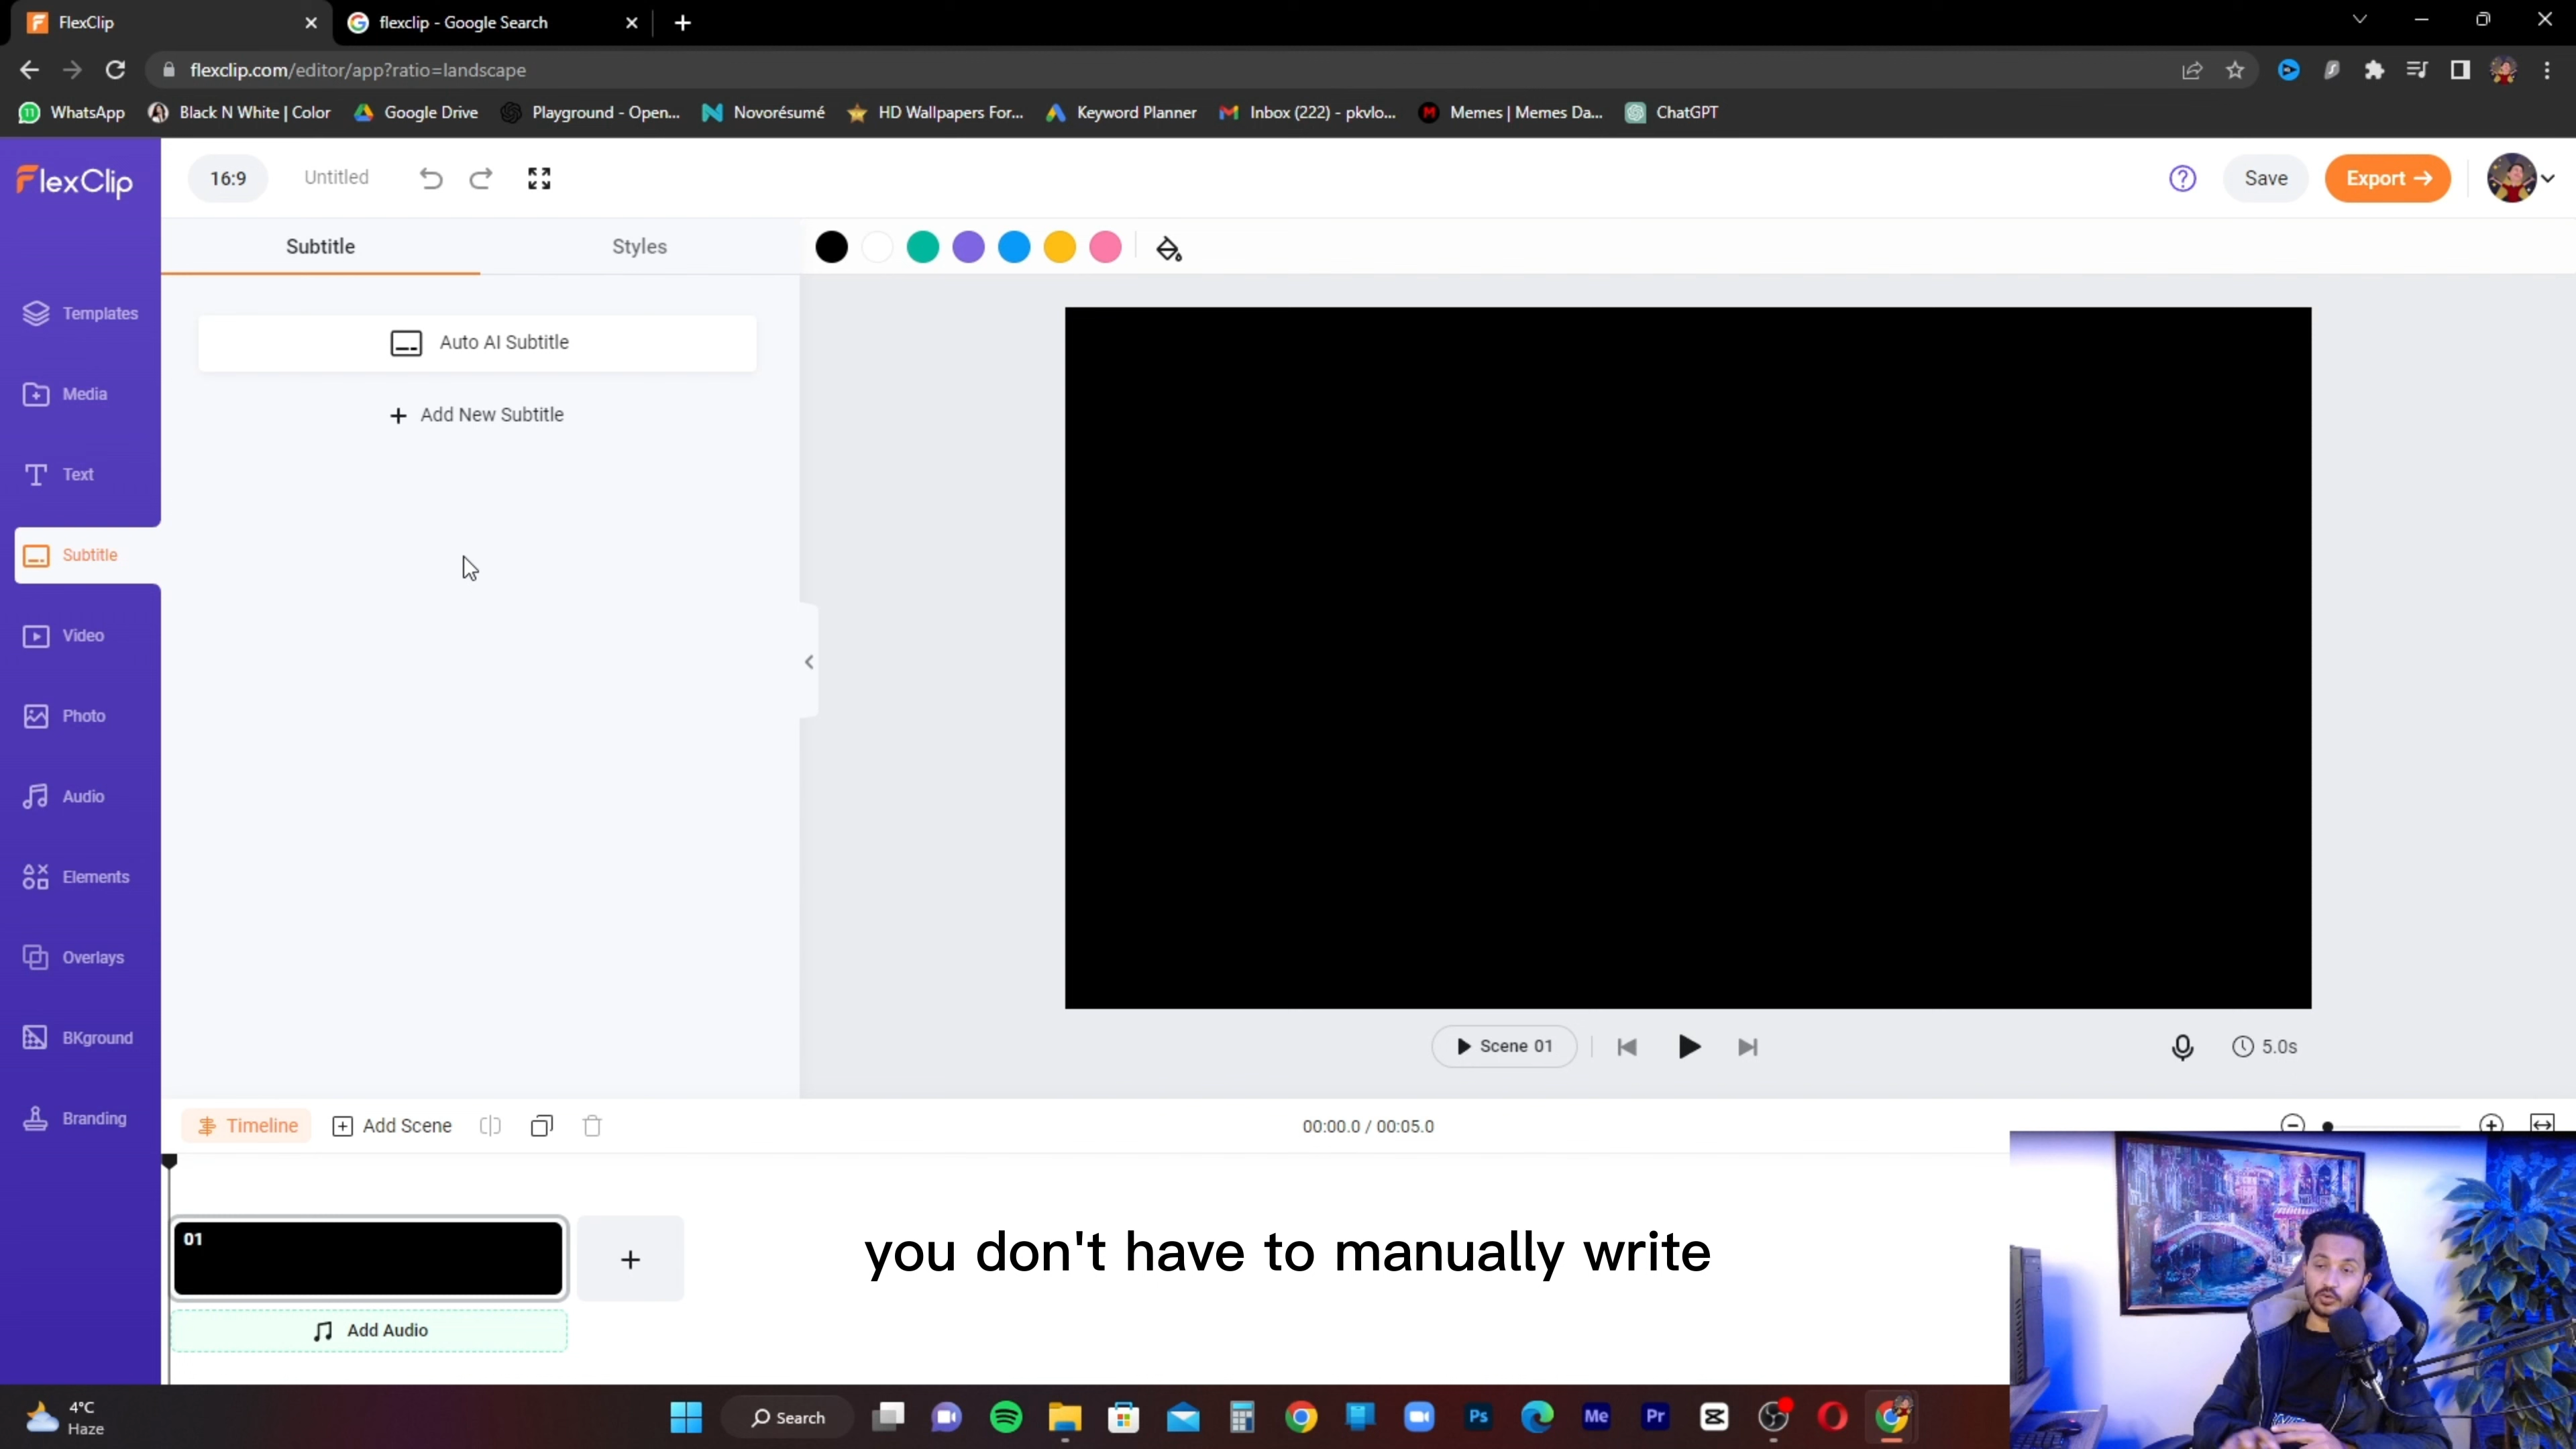 FlexClip
flexclip - Google Search
flexclip.com/editor/app?ratio=landscape
WhatsApp
Black N White | Color
Google Drive
Playground - Open...
Novorésumé
HD Wallpapers For...
Keyword Planner
Inbox (222) - pkvlo...
Memes | Memes Da...
ChatGPT
FlexClip
16:9
Untitled
Save
Export
Subtitle
Styles
Templates
Auto AI Subtitle
Media
Add New Subtitle
Text
Subtitle
Video
Photo
Audio
Elements
Overlays
BKground
Scene 01
5.0s
Branding
Timeline
Add Scene
00:00.0 / 00:05.0
01
you don't have to manually write
Add Audio
4°C
Haze
Search
Ps
Me
Pr